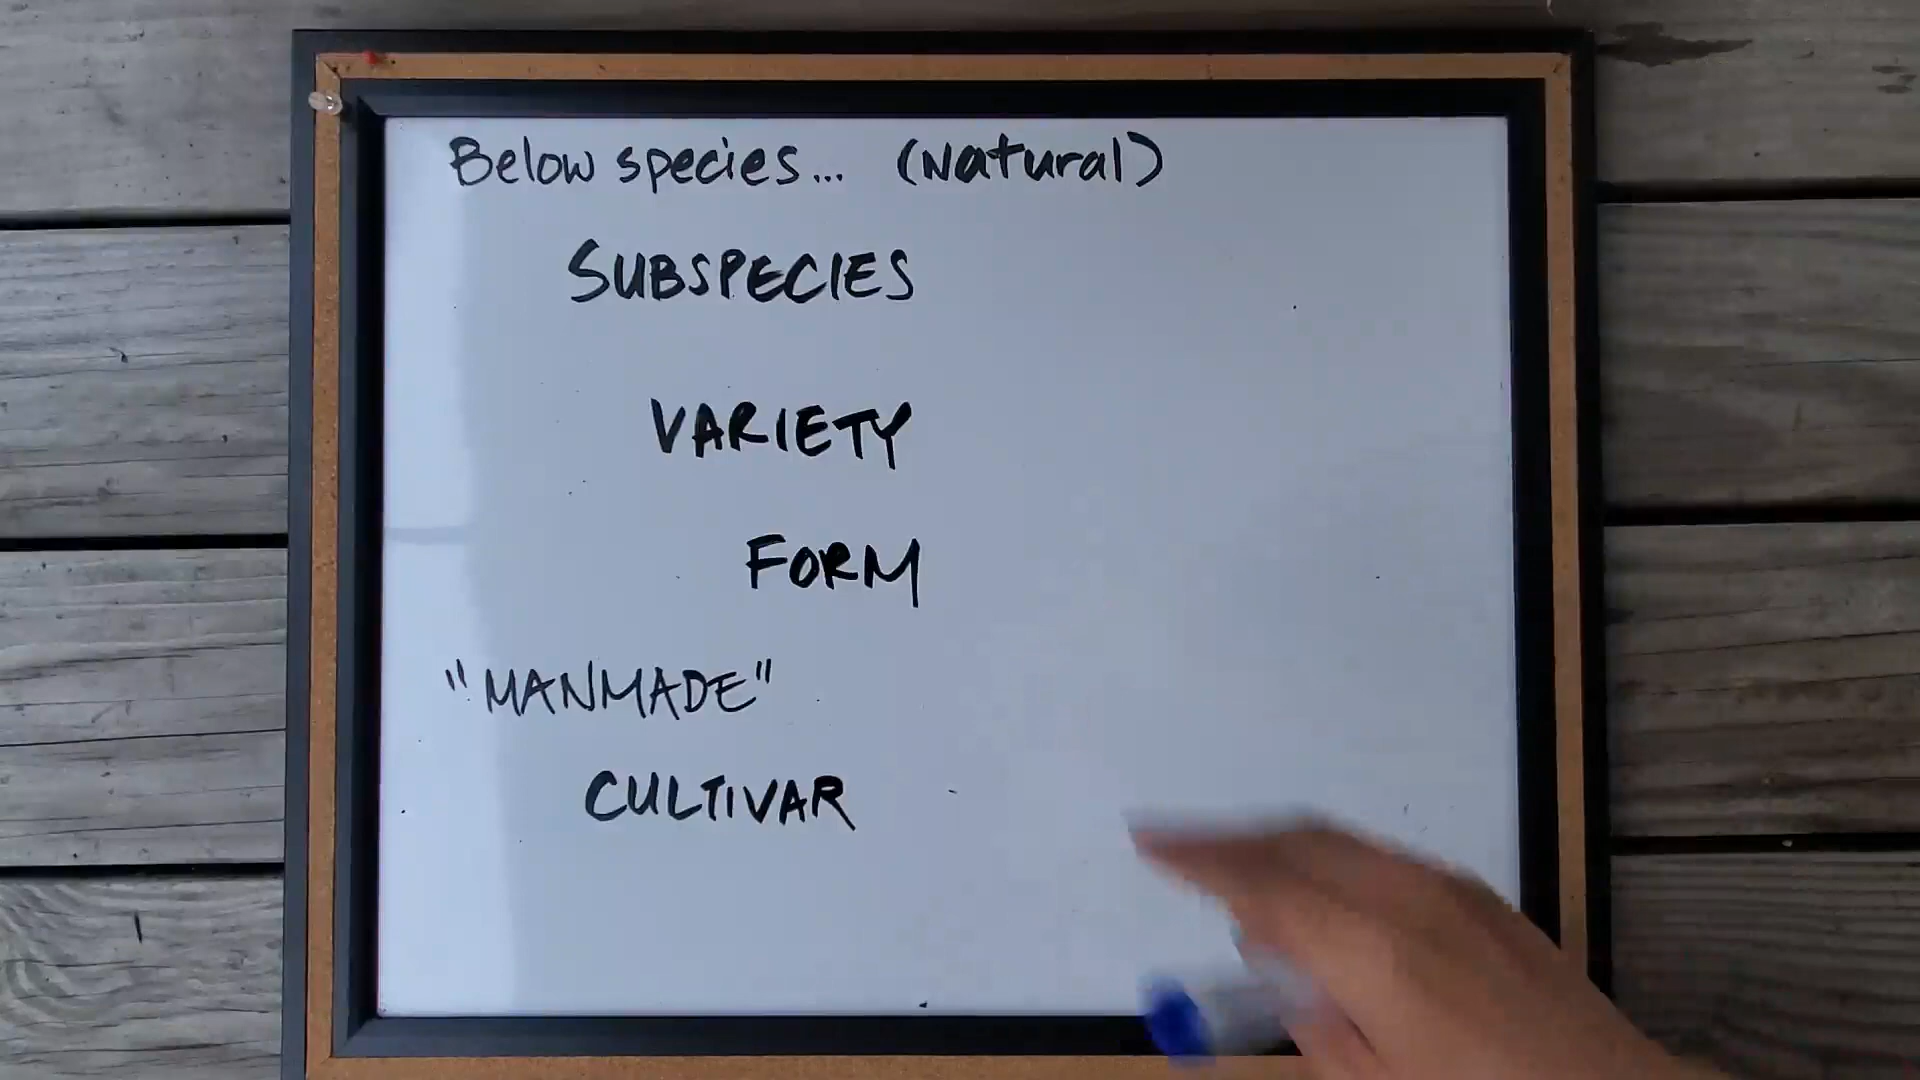 Below species... (Natural)
SUBSPECIES
VARIETY
FORM
"MANMADE"
CULTIVAR